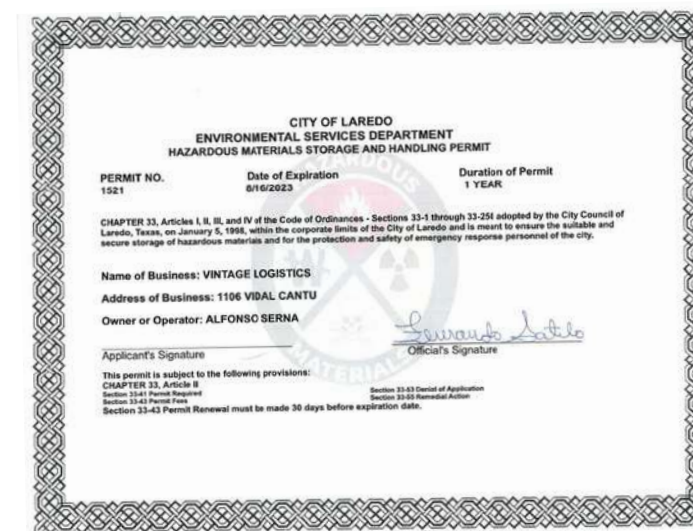 CITY OF LAREDO
ENVIRONMENTAL SERVICES DEPARTMENT
HAZARDOUS MATERIALS STORAGE AND HANDLING PERMIT
PERMIT NO. Date of Expiration Duration of Permit
1521 8/16/2023 1 YEAR
CHAPTER 33, Articles I, II, III, and IV of the Code of Ordinances - Sections 33-1 through 33-251 adopted by the City Council of
Laredo, Texas, on January 5, 1998, within the corporate limits of the City of Laredo and is meant to ensure the suitable and
secure storage of hazardous materials and for the protection and safety of emergency response personnel of the city.
HAZARDOUS
W
Name of Business: VINTAGE LOGISTICS
Address of Business: 1106 VIDAL CANTU
Owner or Operator: ALFONSO SERNA
Applicant's Signature Official's Signature
MATERIALS
This permit is subject to the following provisions:
CHAPTER 33, Article II
Section 33-41 Permit Required Section 33-53 Denial of Application
Section 33-43 Permit Fees Section 33-55 Remedial Action
Section 33-43 Permit Renewal must be made 30 days before expiration date.